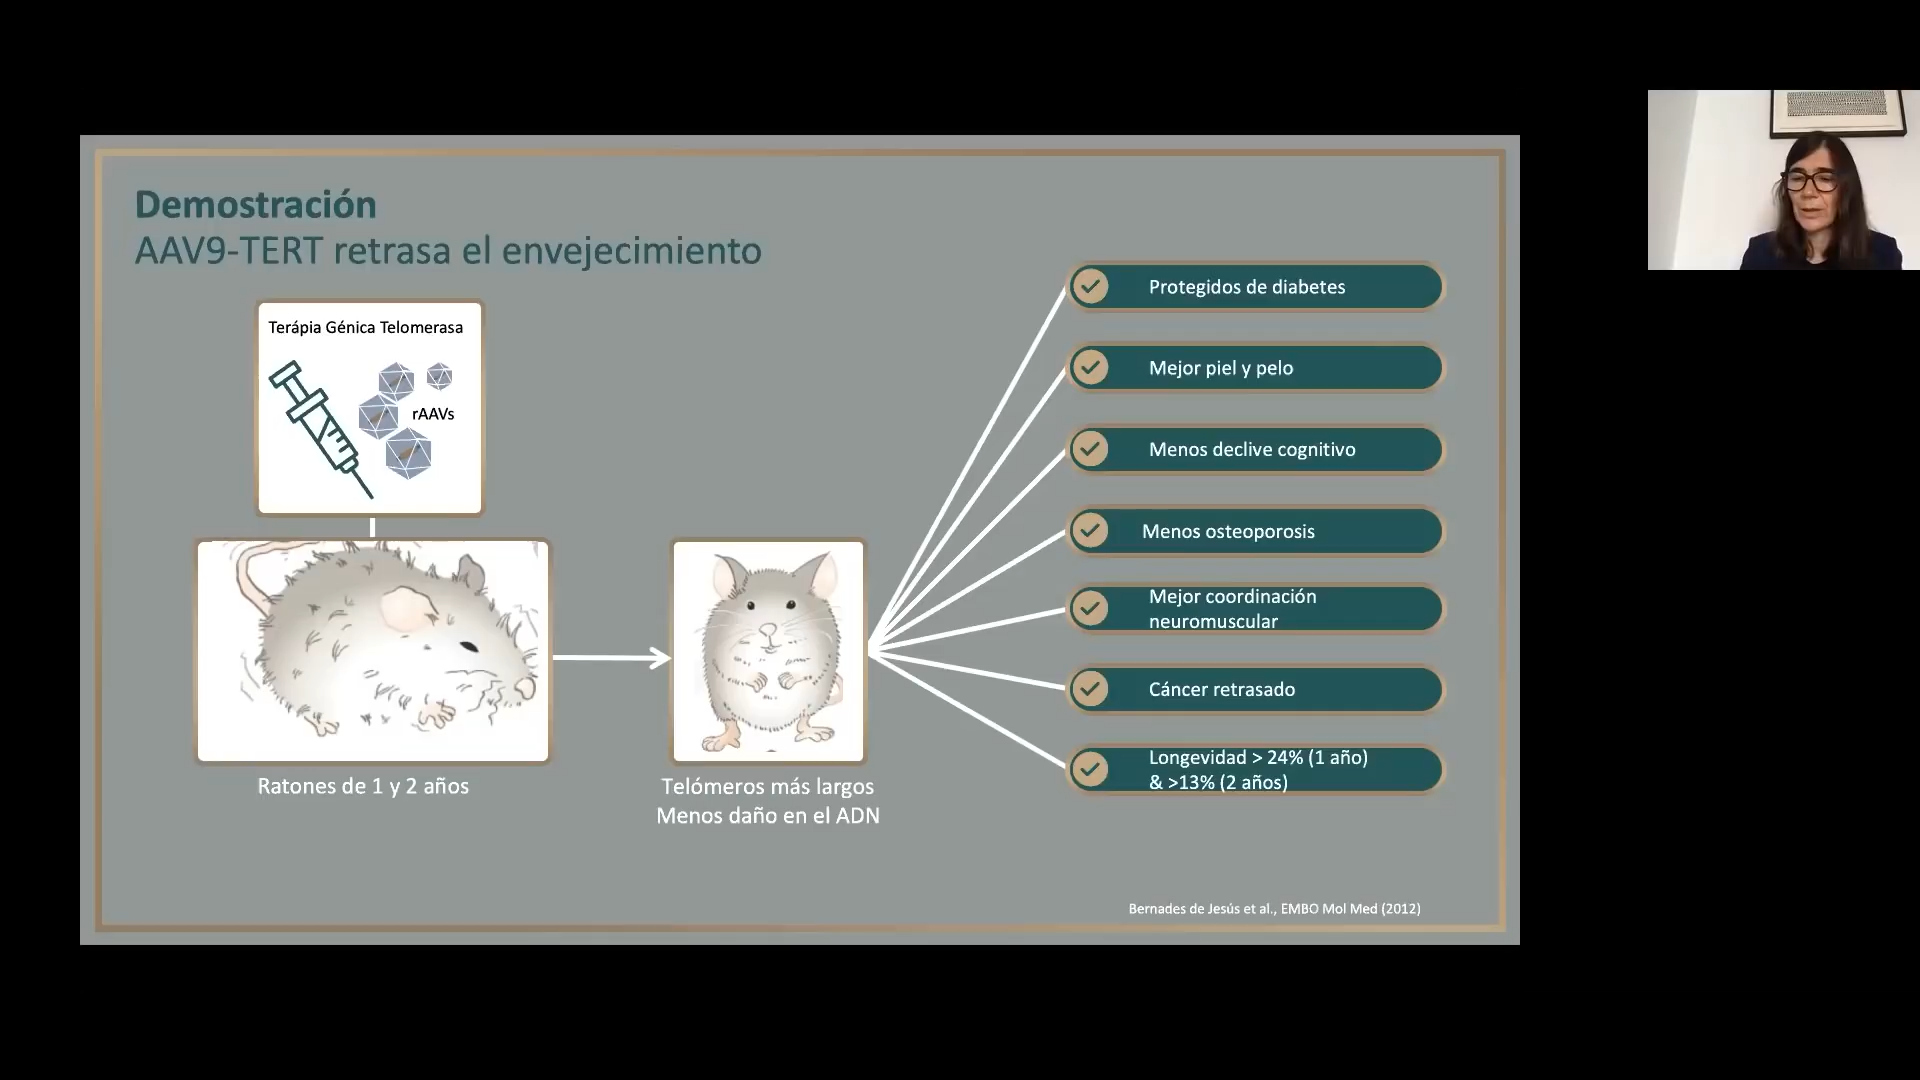 Demostración
AAV9-TERT retrasa el envejecimiento
Terápia Génica Telomerasa
rAAVs
Ratones de 1 y 2 años
Telómeros más largos
Menos daño en el ADN
Protegidos de diabetes
Mejor piel y pelo
Menos declive cognitivo
Menos osteoporosis
Mejor coordinación
neuromuscular
Cáncer retrasado
Longevidad > 24% (1 año)
& >13% (2 años)
Bernades de Jesús et al., EMBO Mol Med (2012)